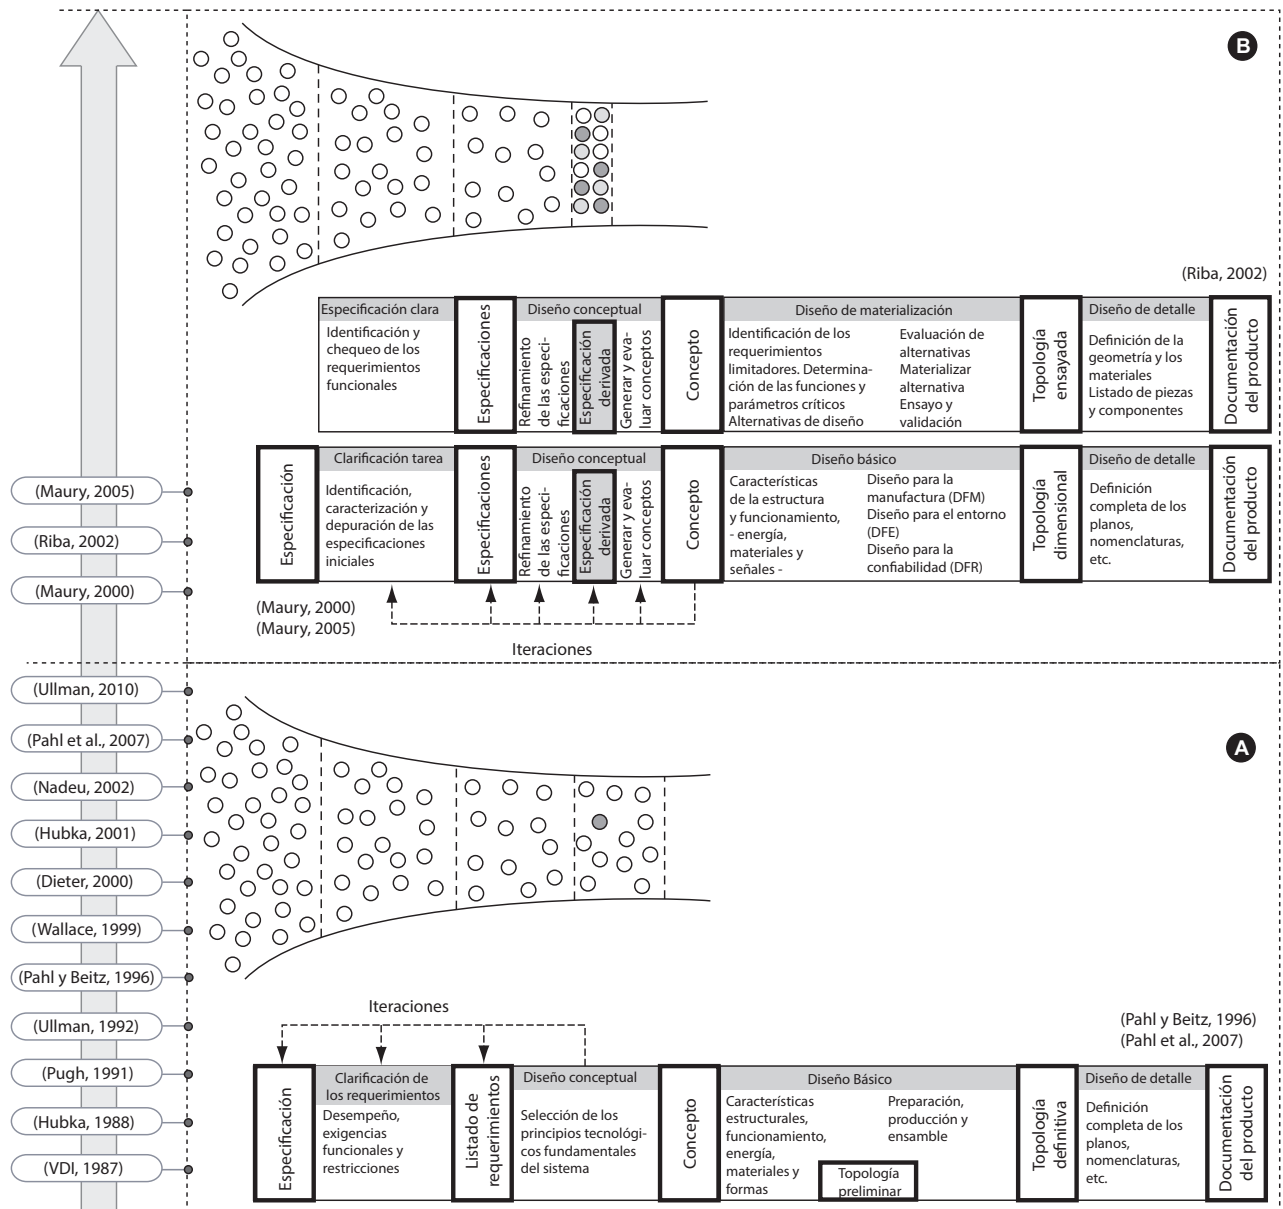 B
(Riba, 2002)
Especificación clara
Identificación y
chequeo de los
requerimientos
funcionales
Especificaciones
Diseño conceptual
Refinamiento
de las especi-
ficaciones
Especificación
derivada
Generar y eva-
luar conceptos
Concepto
Diseño de materialización
Identificación de los
requerimientos
limitadores. Determina-
ción de las funciones y
parámetros críticos
Alternativas de diseño
Evaluación de
alternativas
Materializar
alternativa
Ensayo y
validación
Topología
ensayada
Diseño de detalle
Definición de la
geometría y los
materiales
Listado de piezas
y componentes
Documentación
del producto
Especificación
Clarificación tarea
Identificación,
caracterización y
depuración de las
especificaciones
iniciales
Especificaciones
Diseño conceptual
Refinamiento
de las especi-
ficaciones
Especificación
derivada
Generar y eva-
luar conceptos
Concepto
Diseño básico
Características
de la estructura
y funcionamiento,
- energía,
materiales y
señales -
Diseño para la
manufactura (DFM)
Diseño para el entorno
(DFE)
Diseño para la
confiabilidad (DFR)
Topología
dimensional
Diseño de detalle
Definición
completa de los
planos,
nomenclaturas,
etc.
Documentación
del producto
(Maury, 2000)
(Maury, 2005)
Iteraciones
(Maury, 2005)
(Riba, 2002)
(Maury, 2000)
(Ullman, 2010)
(Pahl et al., 2007)
(Nadeu, 2002)
(Hubka, 2001)
(Dieter, 2000)
(Wallace, 1999)
(Pahl y Beitz, 1996)
(Ullman, 1992)
(Pugh, 1991)
(Hubka, 1988)
(VDI, 1987)
A
Iteraciones
(Pahl y Beitz, 1996)
(Pahl et al., 2007)
Especificación
Clarificación de
los requerimientos
Desempeño,
exigencias
funcionales y
restricciones
Listado de
requerimientos
Diseño conceptual
Selección de los
principios tecnológi-
cos fundamentales
del sistema
Concepto
Diseño Básico
Características
estructurales,
funcionamiento,
energía,
materiales y
formas
Preparación,
producción y
ensamble
Topología
preliminar
Topología
definitiva
Diseño de detalle
Definición
completa de los
planos,
nomenclaturas,
etc.
Documentación
del producto